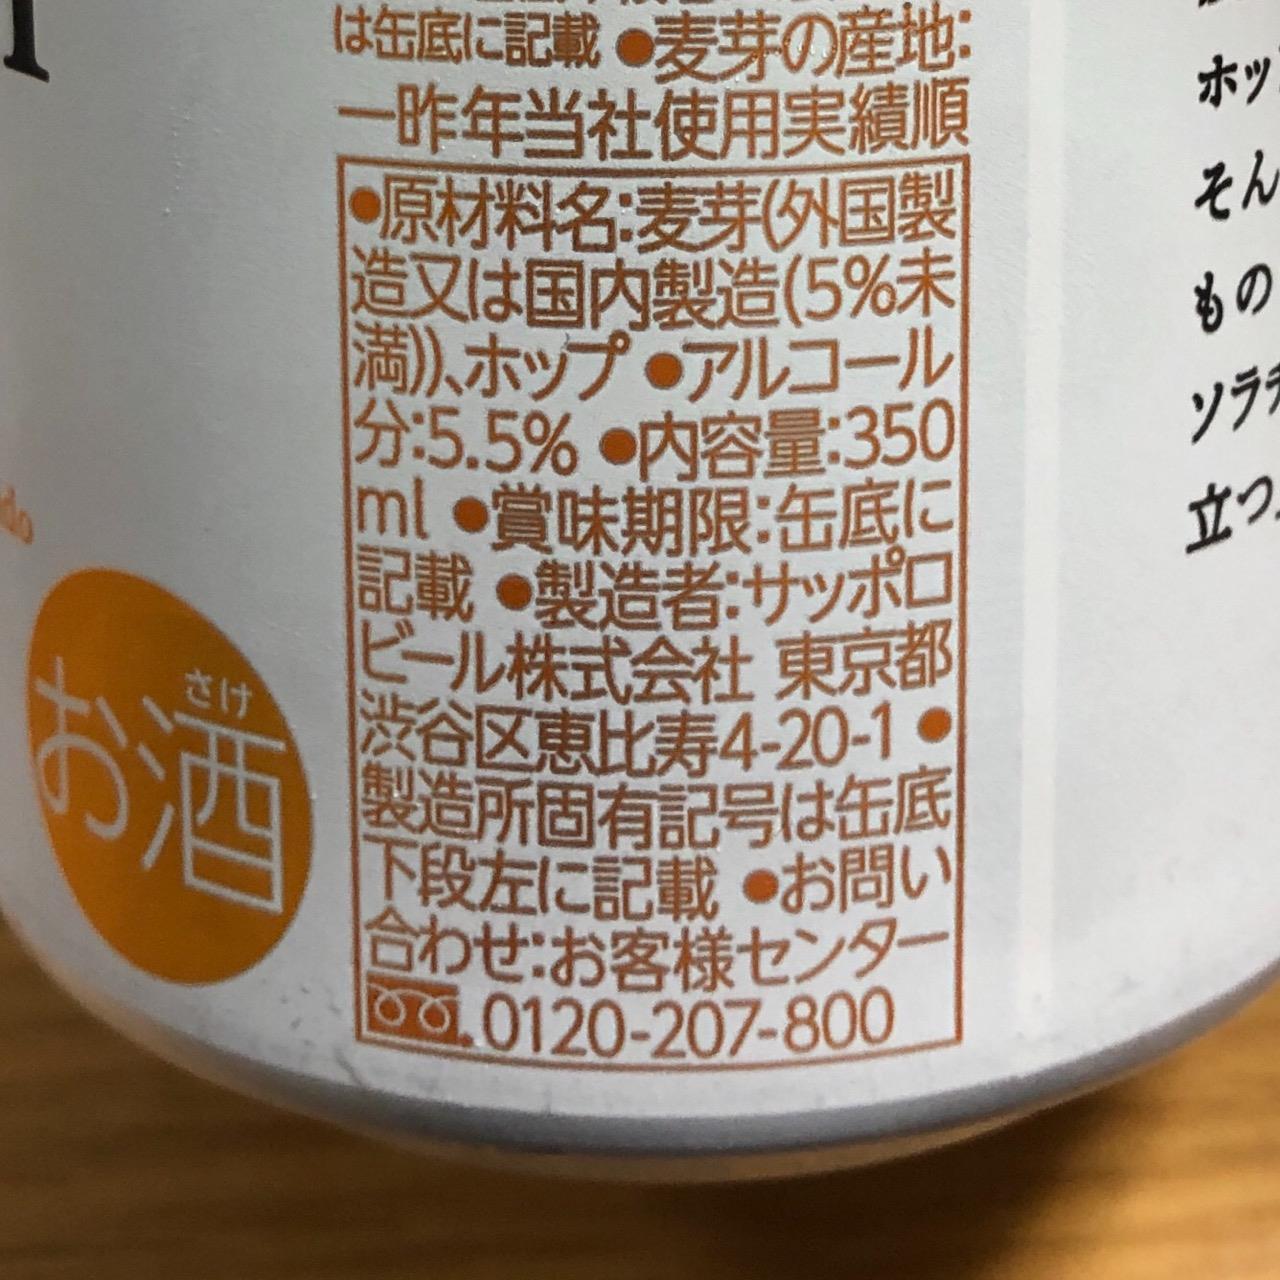 は缶底に記載 ●麦芽の産地:
一昨年当社使用実績順
●原材料名:麦芽(外国製
造又は国内製造(5%未
満))、ホップ ●アルコール
分:5.5% ●内容量:350
ml ●賞味期限:缶底に
記載 ●製造者:サッポロ
ビール株式会社 東京都
渋谷区恵比寿4-20-1 ●
製造所固有記号は缶底
下段左に記載 ●お問い
合わせ:お客様センター
0120-207-800
さけ
お酒
ホッ
そん
もの
ソラチ
立つ